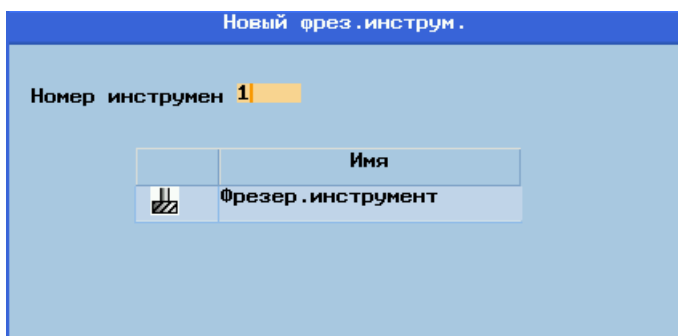 Новый фрез.инструм.
Номер инструмен 1
Имя
Фрезер.инструмент